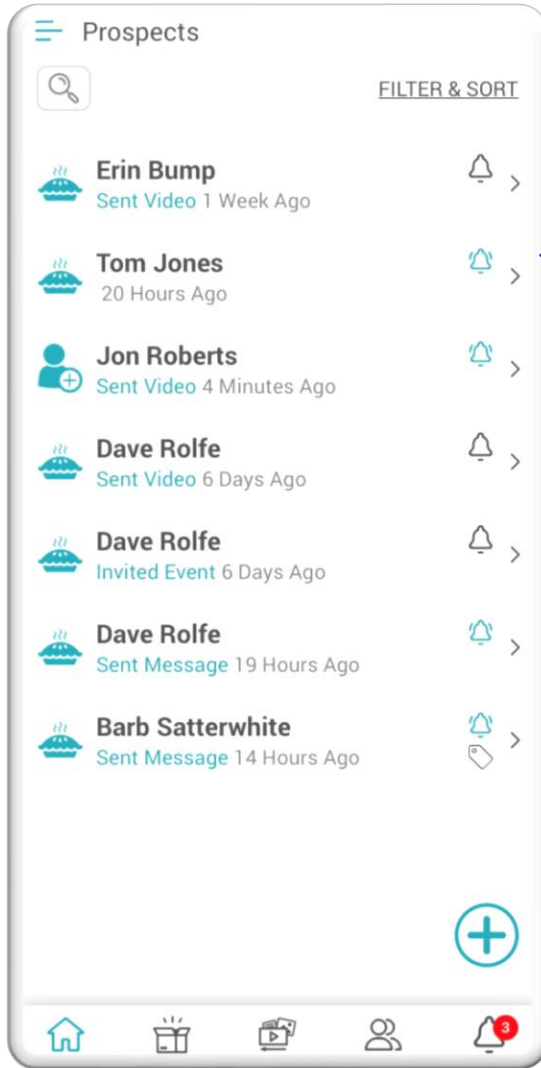 Prospects
FILTER & SORT
Erin Bump
Sent Video 1 Week Ago
Tom Jones
20 Hours Ago
Jon Roberts
Sent Video 4 Minutes Ago
Dave Rolfe
Sent Video 6 Days Ago
Dave Rolfe
Invited Event 6 Days Ago
Dave Rolfe
Sent Message 19 Hours Ago
Barb Satterwhite
Sent Message 14 Hours Ago
3